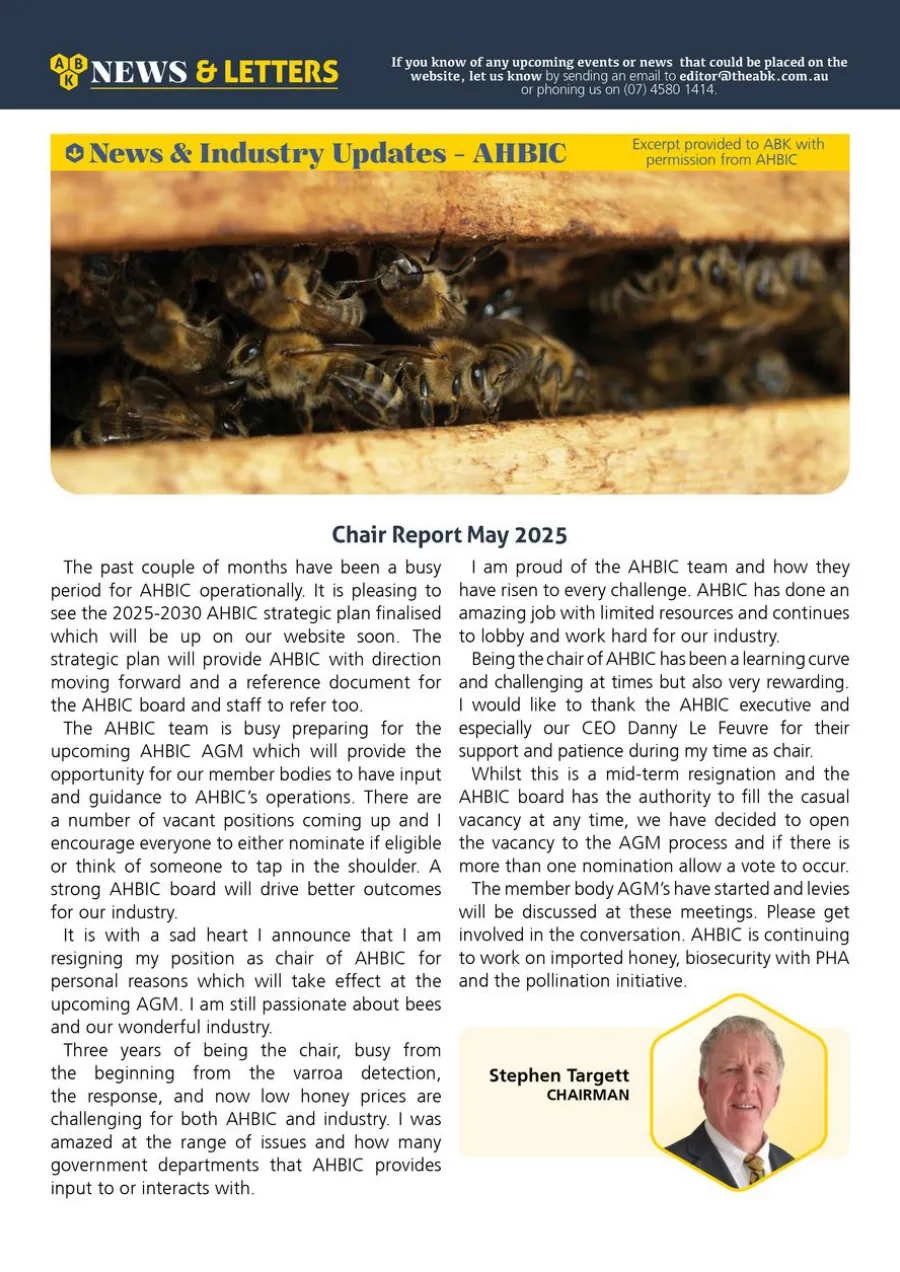 A B K
NEWS & LETTERS
If you know of any upcoming events or news that could be placed on the
website, let us know by sending an email to editor@theabk.com.au
or phoning us on (07) 4580 1414.
News & Industry Updates - AHBIC
Excerpt provided to ABK with
permission from AHBIC
Chair Report May 2025
The past couple of months have been a busy
period for AHBIC operationally. It is pleasing to
see the 2025-2030 AHBIC strategic plan finalised
which will be up on our website soon. The
strategic plan will provide AHBIC with direction
moving forward and a reference document for
the AHBIC board and staff to refer too.
The AHBIC team is busy preparing for the
upcoming AHBIC AGM which will provide the
opportunity for our member bodies to have input
and guidance to AHBIC’s operations. There are
a number of vacant positions coming up and I
encourage everyone to either nominate if eligible
or think of someone to tap in the shoulder. A
strong AHBIC board will drive better outcomes
for our industry.
It is with a sad heart I announce that I am
resigning my position as chair of AHBIC for
personal reasons which will take effect at the
upcoming AGM. I am still passionate about bees
and our wonderful industry.
Three years of being the chair, busy from
the beginning from the varroa detection,
the response, and now low honey prices are
challenging for both AHBIC and industry. I was
amazed at the range of issues and how many
government departments that AHBIC provides
input to or interacts with.
I am proud of the AHBIC team and how they
have risen to every challenge. AHBIC has done an
amazing job with limited resources and continues
to lobby and work hard for our industry.
Being the chair of AHBIC has been a learning curve
and challenging at times but also very rewarding.
I would like to thank the AHBIC executive and
especially our CEO Danny Le Feuvre for their
support and patience during my time as chair.
Whilst this is a mid-term resignation and the
AHBIC board has the authority to fill the casual
vacancy at any time, we have decided to open
the vacancy to the AGM process and if there is
more than one nomination allow a vote to occur.
The member body AGM’s have started and levies
will be discussed at these meetings. Please get
involved in the conversation. AHBIC is continuing
to work on imported honey, biosecurity with PHA
and the pollination initiative.
Stephen Targett
CHAIRMAN